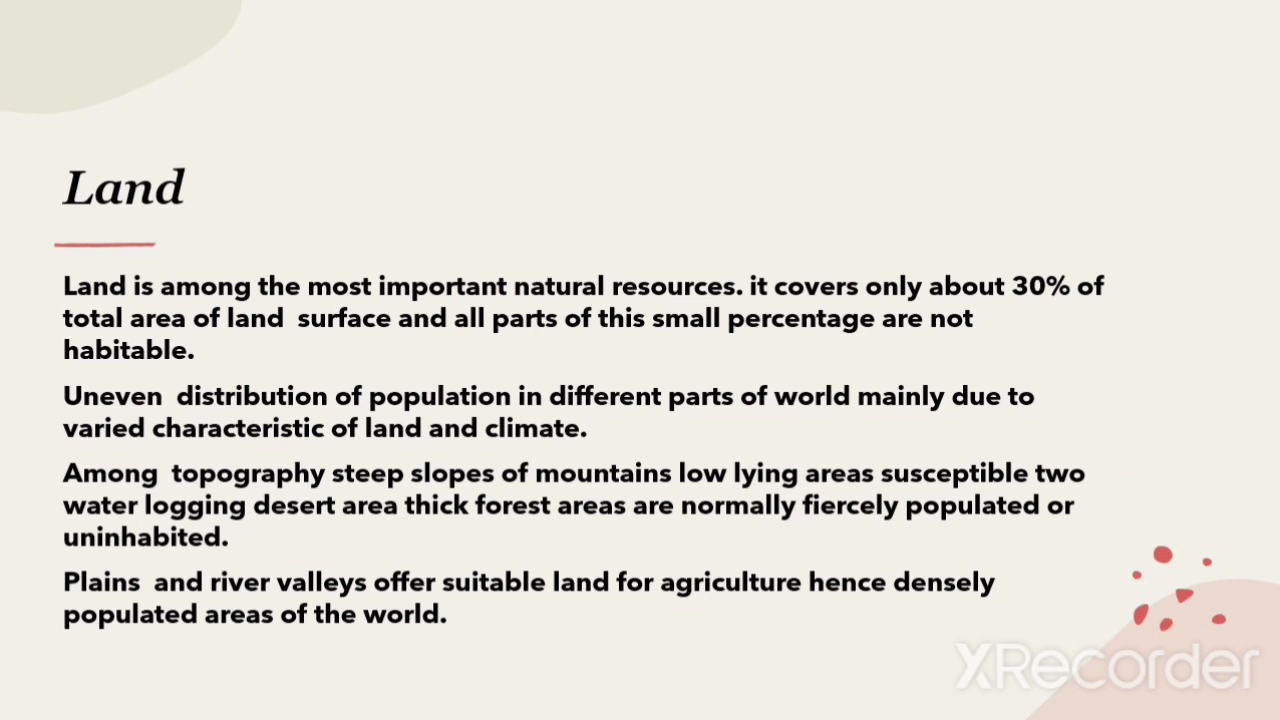 Land
Land is among the most important natural resources. it covers only about 30% of
total area of land surface and all parts of this small percentage are not
habitable.
Uneven distribution of population in different parts of world mainly due to
varied characteristic of land and climate.
Among topography steep slopes of mountains low lying areas susceptible two
water logging desert area thick forest areas are normally fiercely populated or
uninhabited.
Plains and river valleys offer suitable land for agriculture hence densely
populated areas of the world.
XRecorder